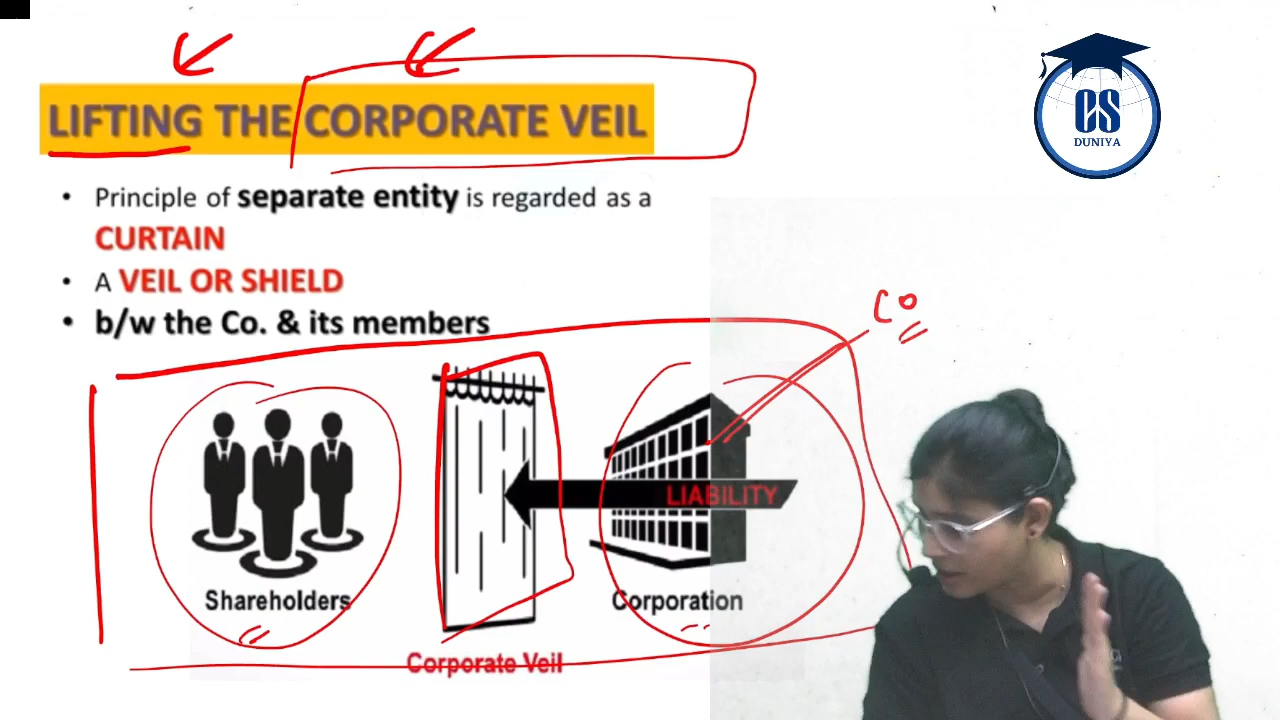 LIFTING THE CORPORATE VEIL
CS
DUNIYA
• Principle of separate entity is regarded as a
CURTAIN
• A VEIL OR SHIELD
• b/w the Co. & its members
Co
LIABILITY
Shareholders
Corporation
Corporate Veil